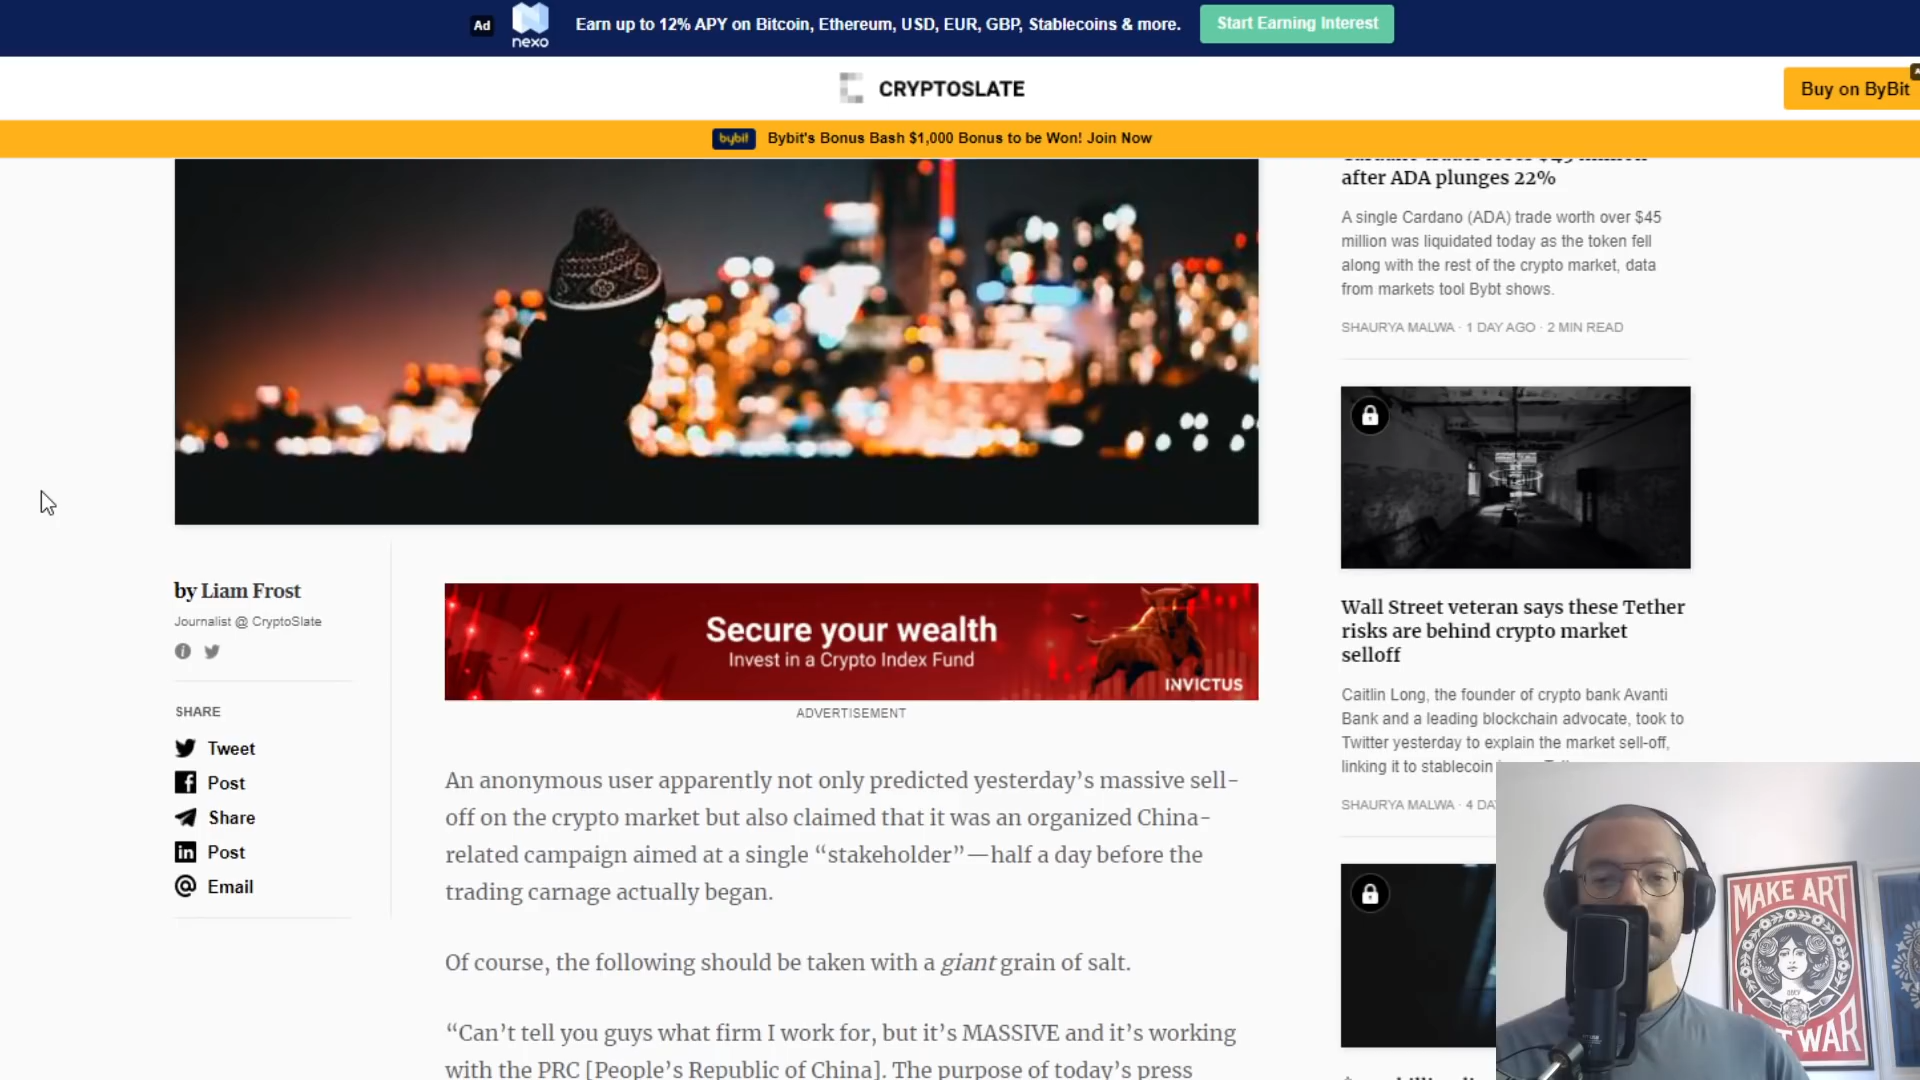 Ad
nexo
Earn up to 12% APY on Bitcoin, Ethereum, USD, EUR, GBP, Stablecoins & more.
Start Earning Interest
CRYPTOSLATE
Buy on ByBit
bybit
Bybit's Bonus Bash $1,000 Bonus to be Won! Join Now
by Liam Frost
Journalist @ CryptoSlate
SHARE
Tweet
Post
Share
Post
Email
Secure your wealth
Invest in a Crypto Index Fund
INVICTUS
ADVERTISEMENT
An anonymous user apparently not only predicted yesterday’s massive sell-
off on the crypto market but also claimed that it was an organized China-
related campaign aimed at a single “stakeholder”—half a day before the
trading carnage actually began.
Of course, the following should be taken with a giant grain of salt.
“Can’t tell you guys what firm I work for, but it’s MASSIVE and it’s working
with the PRC [People’s Republic of China]. The purpose of today’s press
after ADA plunges 22%
A single Cardano (ADA) trade worth over $45
million was liquidated today as the token fell
along with the rest of the crypto market, data
from markets tool Bybt shows.
SHAURYA MALWA · 1 DAY AGO · 2 MIN READ
Wall Street veteran says these Tether
risks are behind crypto market
selloff
Caitlin Long, the founder of crypto bank Avanti
Bank and a leading blockchain advocate, took to
Twitter yesterday to explain the market sell-off,
linking it to stablecoin
SHAURYA MALWA · 4 DA
MAKE ART
OBEY
WAR